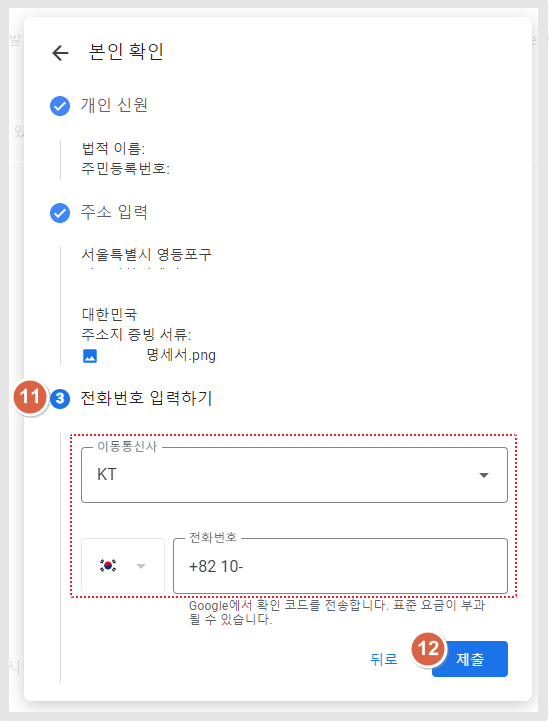 본인 확인
개인 신원
법적 이름:
주민등록번호:
주소 입력
서울특별시 영등포구
대한민국
주소지 증빙 서류:
명세서.png
11
3 전화번호 입력하기
이동통신사
KT
전화번호
+82 10-
Google에서 확인 코드를 전송합니다. 표준 요금이 부과
될 수 있습니다.
뒤로
12
제출